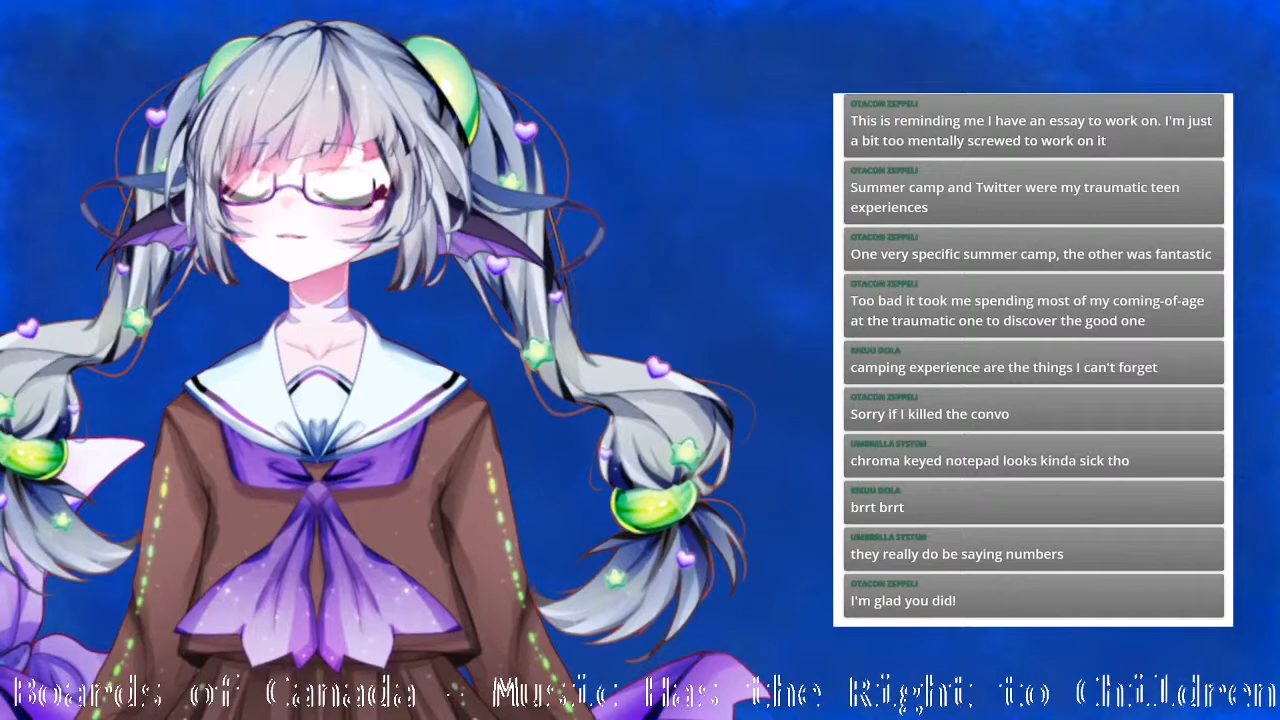 OTACON ZEPPELI
This is reminding me I have an essay to work on. I'm just
a bit too mentally screwed to work on it
OTACON ZEPPELI
Summer camp and Twitter were my traumatic teen
experiences
OTACON ZEPPELI
One very specific summer camp, the other was fantastic
OTACON ZEPPELI
Too bad it took me spending most of my coming-of-age
at the traumatic one to discover the good one
DOLA
camping experience are the things I can't forget
OTACON ZEPPELI
Sorry if I killed the convo
UMBRELLA SYSTEM
chroma keyed notepad looks kinda sick tho
DOLA
brrt brrt
UMBRELLA SYSTEM
they really do be saying numbers
OTACON ZEPPELI
I'm glad you did!
Boards of Canada - Music Has the Right to Children